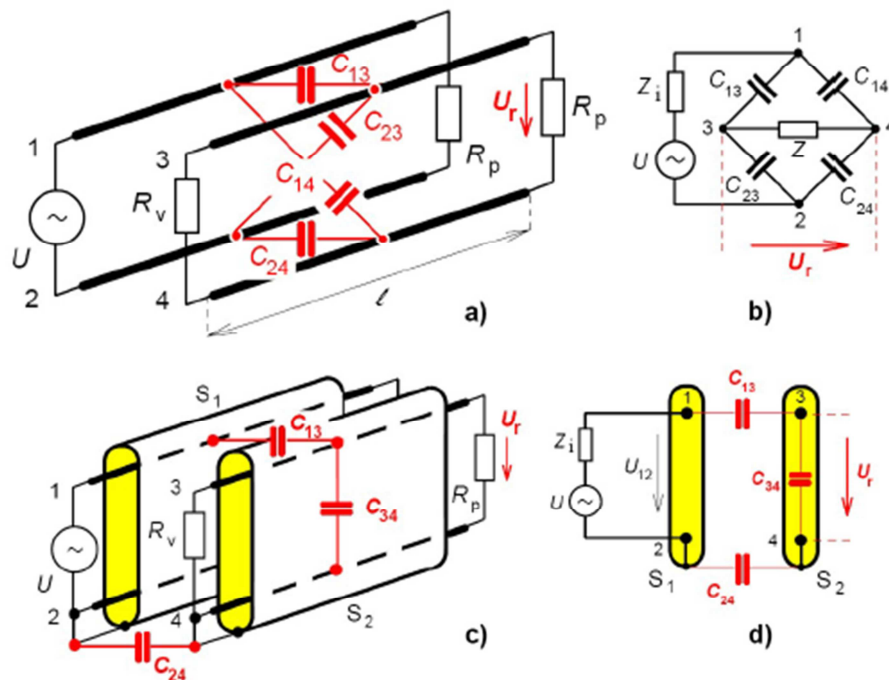 C13
C23
Ur
Rp
1
3
Rp
C14
Rv
U
C24
2
4
ℓ
a)
1
C13
C14
Zi
3
4
Z
U
C23
C24
2
Ur
b)
S1
C13
1
3
Ur
Rv
C34
Rp
U
2
4
S2
C24
c)
C13
1
3
Zi
U12
C34
Ur
U
2
4
S1
S2
C24
d)